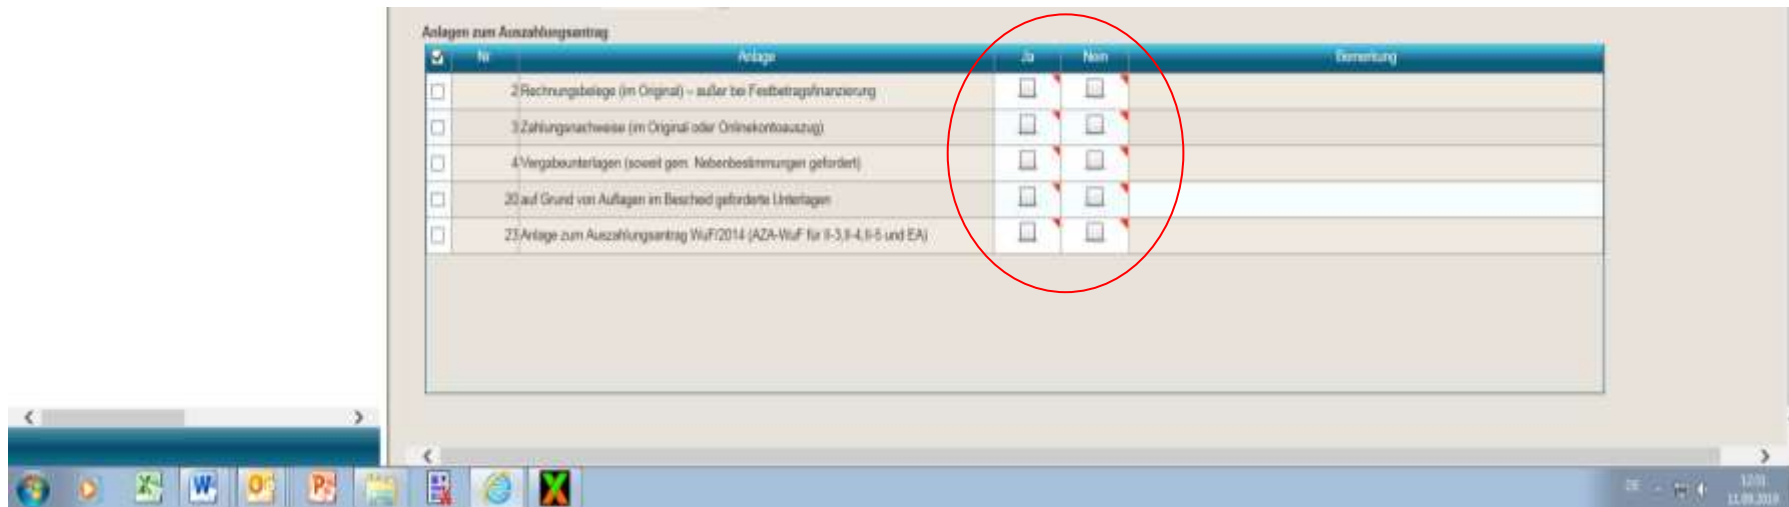 Anlagen zum Auszahlungsantrag
Nr Anlage Ja Nein Bemerkung
2 Rechnungsbelege (im Original) – außer bei Festbetragsfinanzierung
3 Zahlungsnachweise (im Original oder Onlinekontoauszug)
4 Vergabeunterlagen (soweit gem. Nebenbestimmungen gefordert)
20 auf Grund von Auflagen im Bescheid geforderte Unterlagen
23 Anlage zum Auszahlungsantrag WuF/2014 (AZA-WuF für II-3,II-4,II-5 und EA)
DE